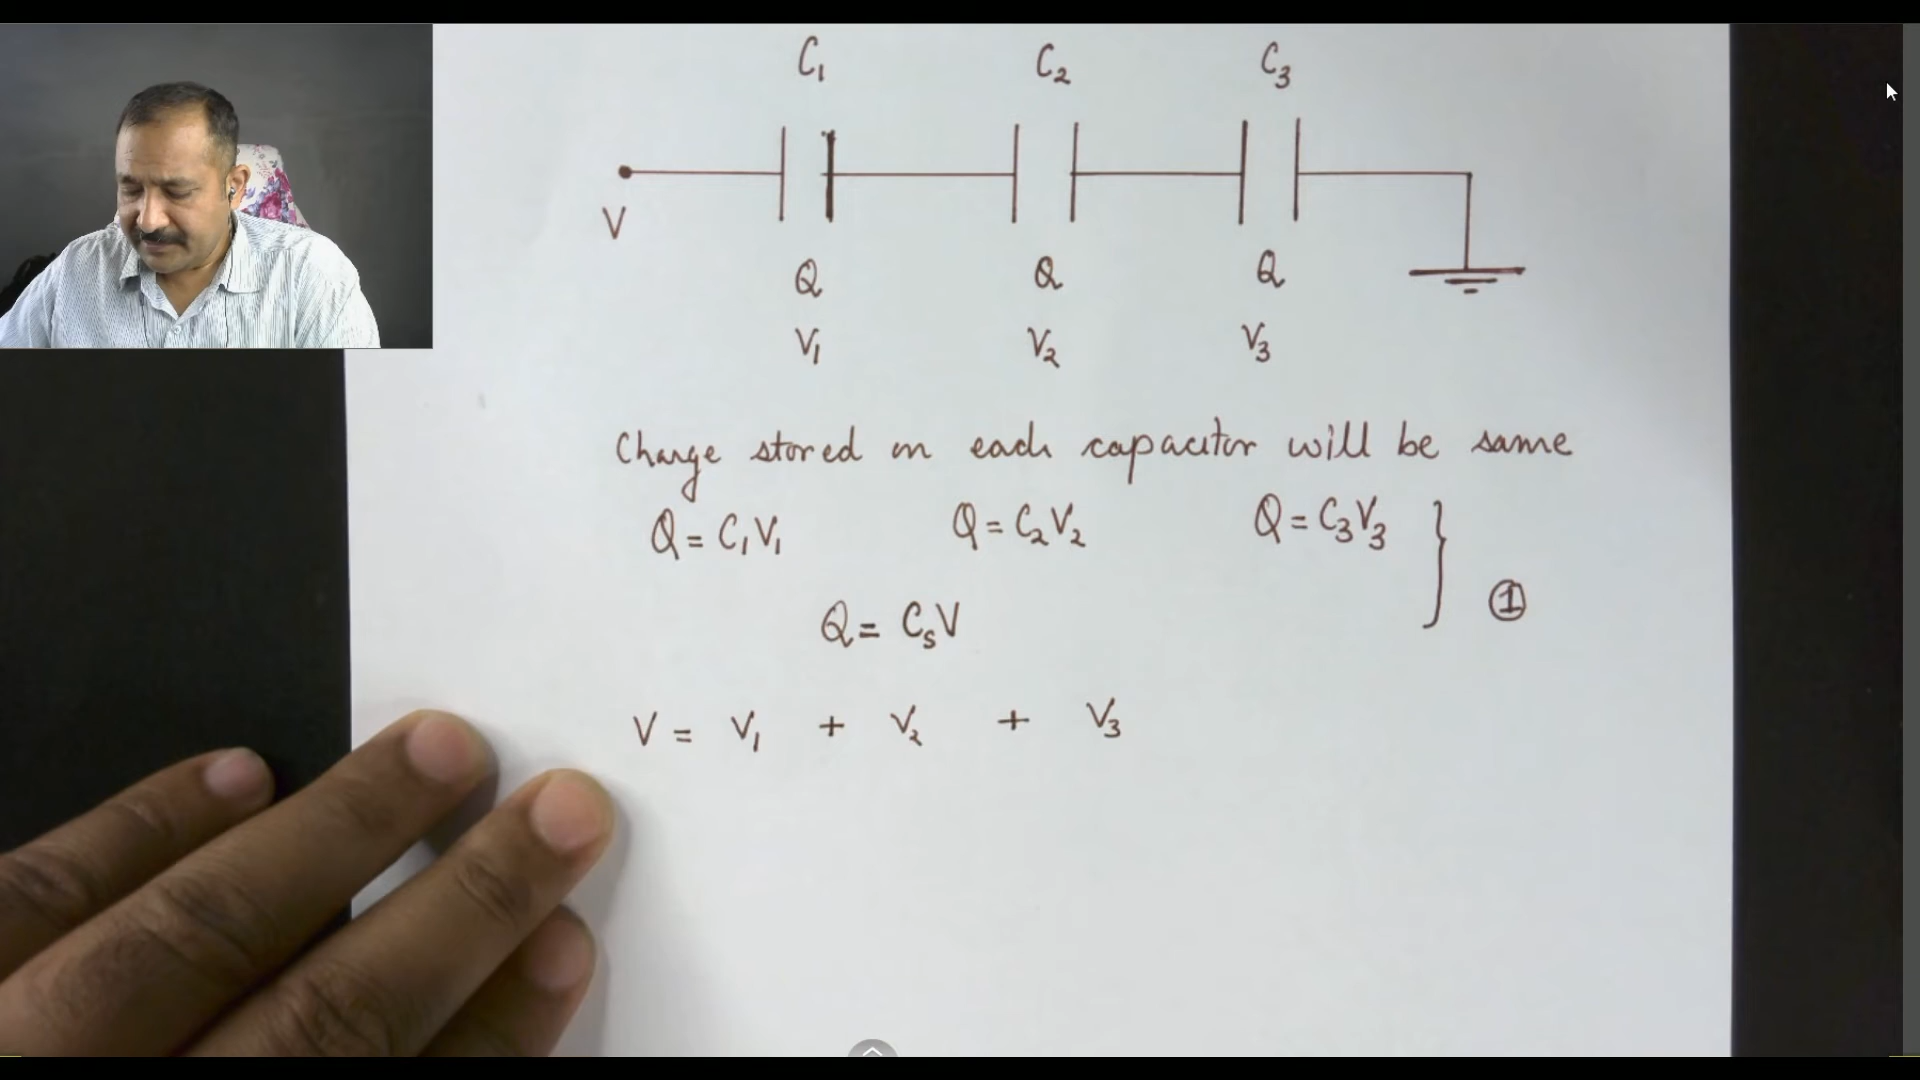 C₁ C₂ C₃
V
Q Q Q
V₁ V₂ V₃
Charge stored on each capacitor will be same
Q = C₁V₁ Q = C₂V₂ Q = C₃V₃ }
①
Q = CₛV
V = V₁ + V₂ + V₃